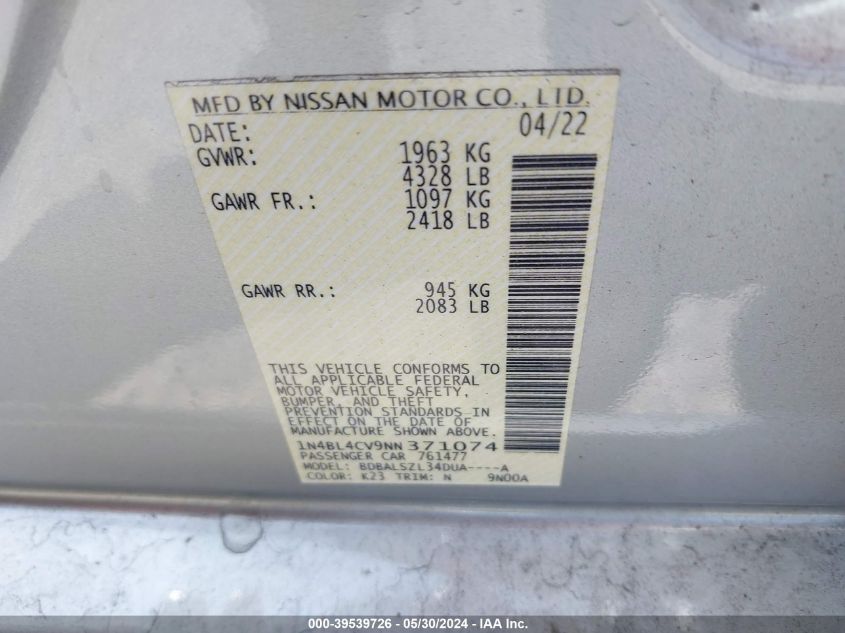 MFD BY NISSAN MOTOR CO., LTD.
DATE: 04/22
GVWR: 1963 KG
4328 LB
GAWR FR.: 1097 KG
2418 LB
GAWR RR.: 945 KG
2083 LB
THIS VEHICLE CONFORMS TO
ALL APPLICABLE FEDERAL
MOTOR VEHICLE SAFETY,
BUMPER, AND THEFT
PREVENTION STANDARDS IN
EFFECT ON THE DATE OF
MANUFACTURE SHOWN ABOVE.
1N4BL4CV9NN371074
PASSENGER CAR 761477
MODEL: BDBALSZL34DUA----A
COLOR: K23 TRIM: N 9N00A
000-39539726 - 05/30/2024 - IAA Inc.